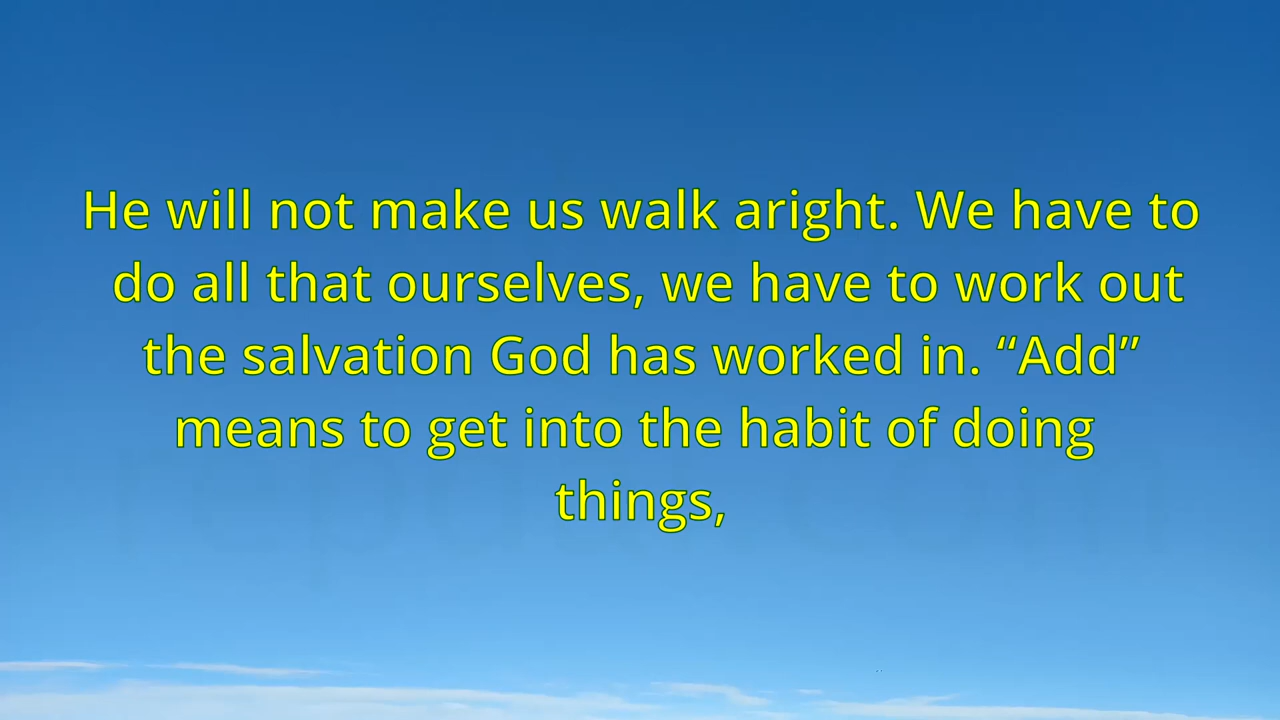 He will not make us walk aright. We have to
do all that ourselves, we have to work out
the salvation God has worked in. “Add”
means to get into the habit of doing
things,